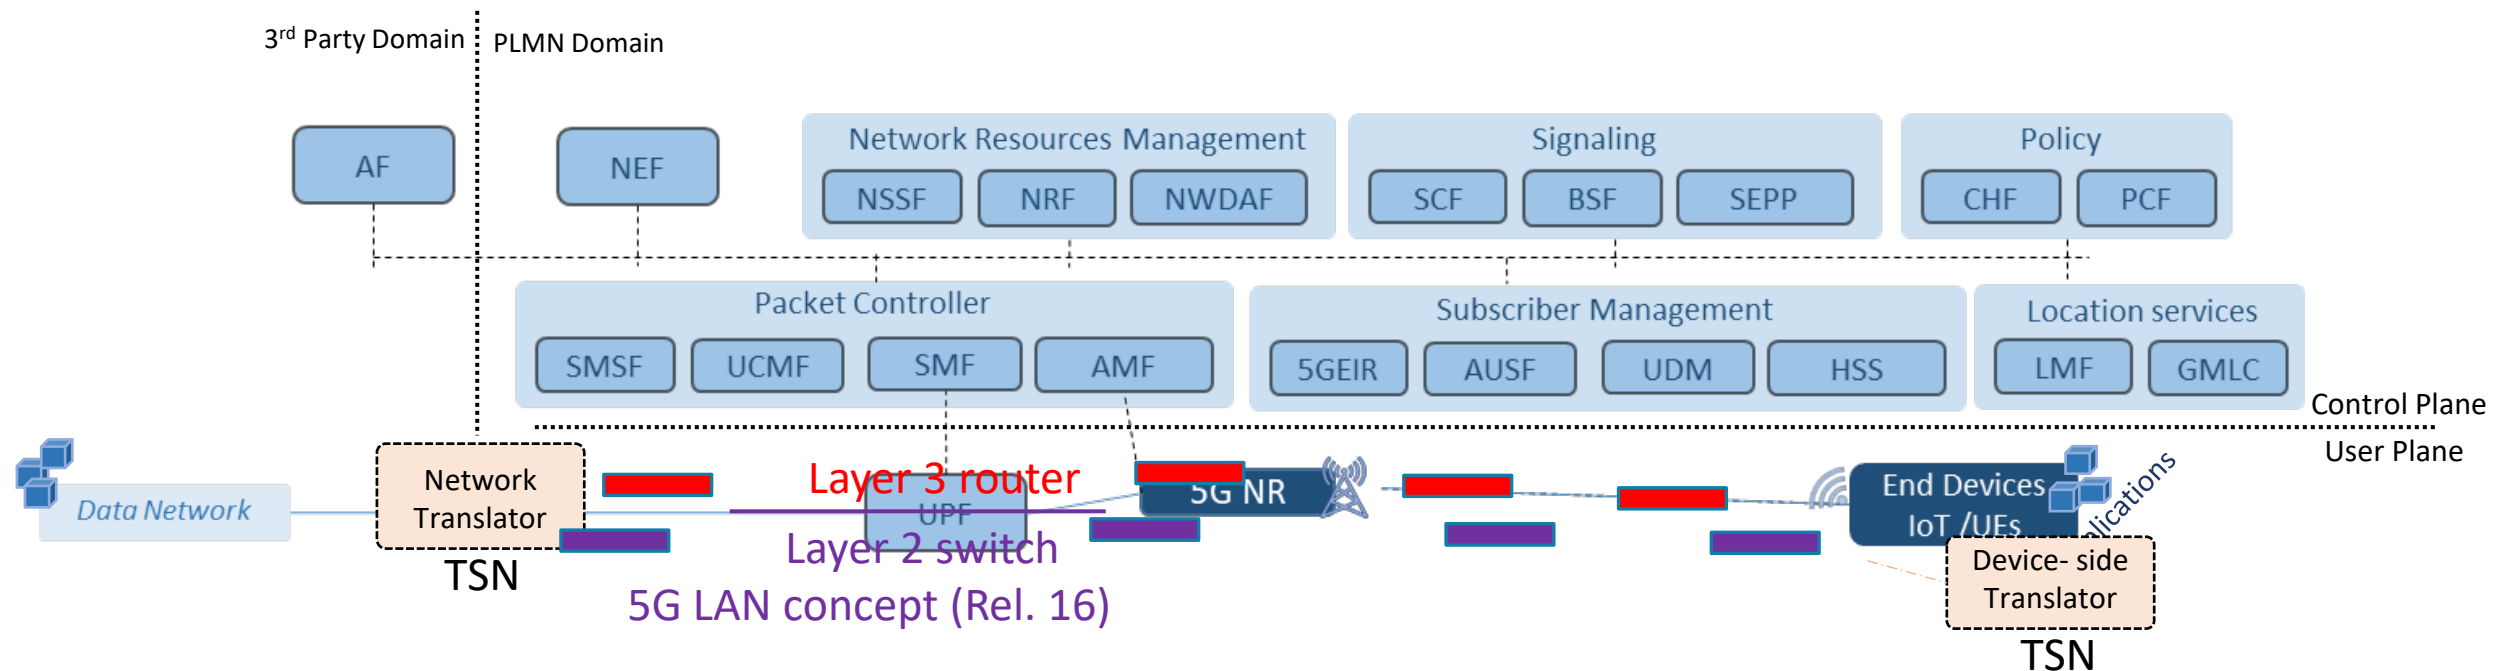 3rd Party Domain
PLMN Domain
AF
NEF
Network Resources Management
NSSF
NRF
NWDAF
Signaling
SCF
BSF
SEPP
Policy
CHF
PCF
Packet Controller
SMSF
UCMF
SMF
AMF
Subscriber Management
5GEIR
AUSF
UDM
HSS
Location services
LMF
GMLC
Control Plane
User Plane
Data Network
Network
Translator
TSN
Layer 3 router
UPF
Layer 2 switch
5G LAN concept (Rel. 16)
5G NR
End Devices
IoT /UEs
Device- side
Translator
TSN